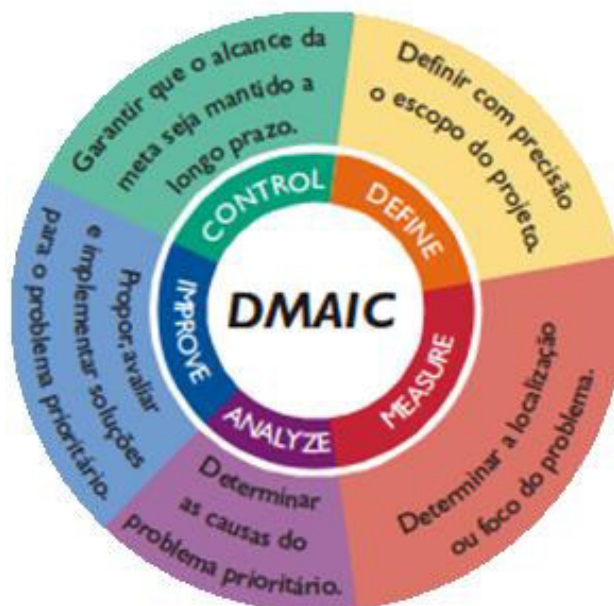 DMAIC
DEFINE
Definir com precisão
o escopo do projeto.
MEASURE
Determinar a localização
ou foco do problema.
ANALYZE
Determinar
as causas do
problema prioritário.
IMPROVE
Propor, avaliar
e implementar soluções
para o problema prioritário.
CONTROL
Garantir que o alcance da
meta seja mantido a
longo prazo.